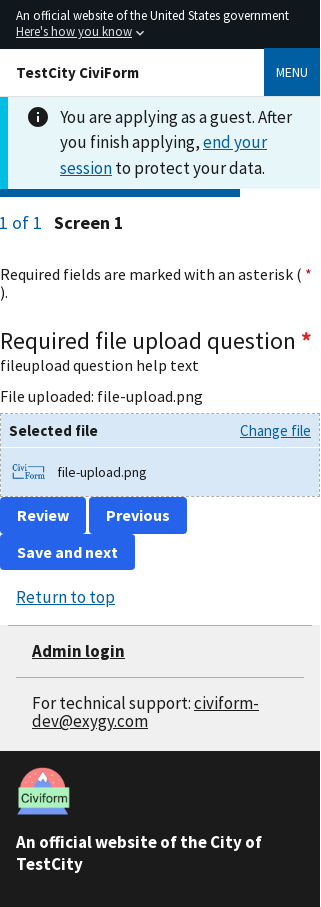 An official website of the United States government
Here's how you know
TestCity CiviForm
MENU
You are applying as a guest. After
you finish applying, end your
session to protect your data.
1 of 1 Screen 1
Required fields are marked with an asterisk ( *
).
Required file upload question *
fileupload question help text
File uploaded: file-upload.png
Selected file
Change file
Civi
Form
file-upload.png
Review
Previous
Save and next
Return to top
Admin login
For technical support: civiform-
dev@exygy.com
Civiform
An official website of the City of
TestCity